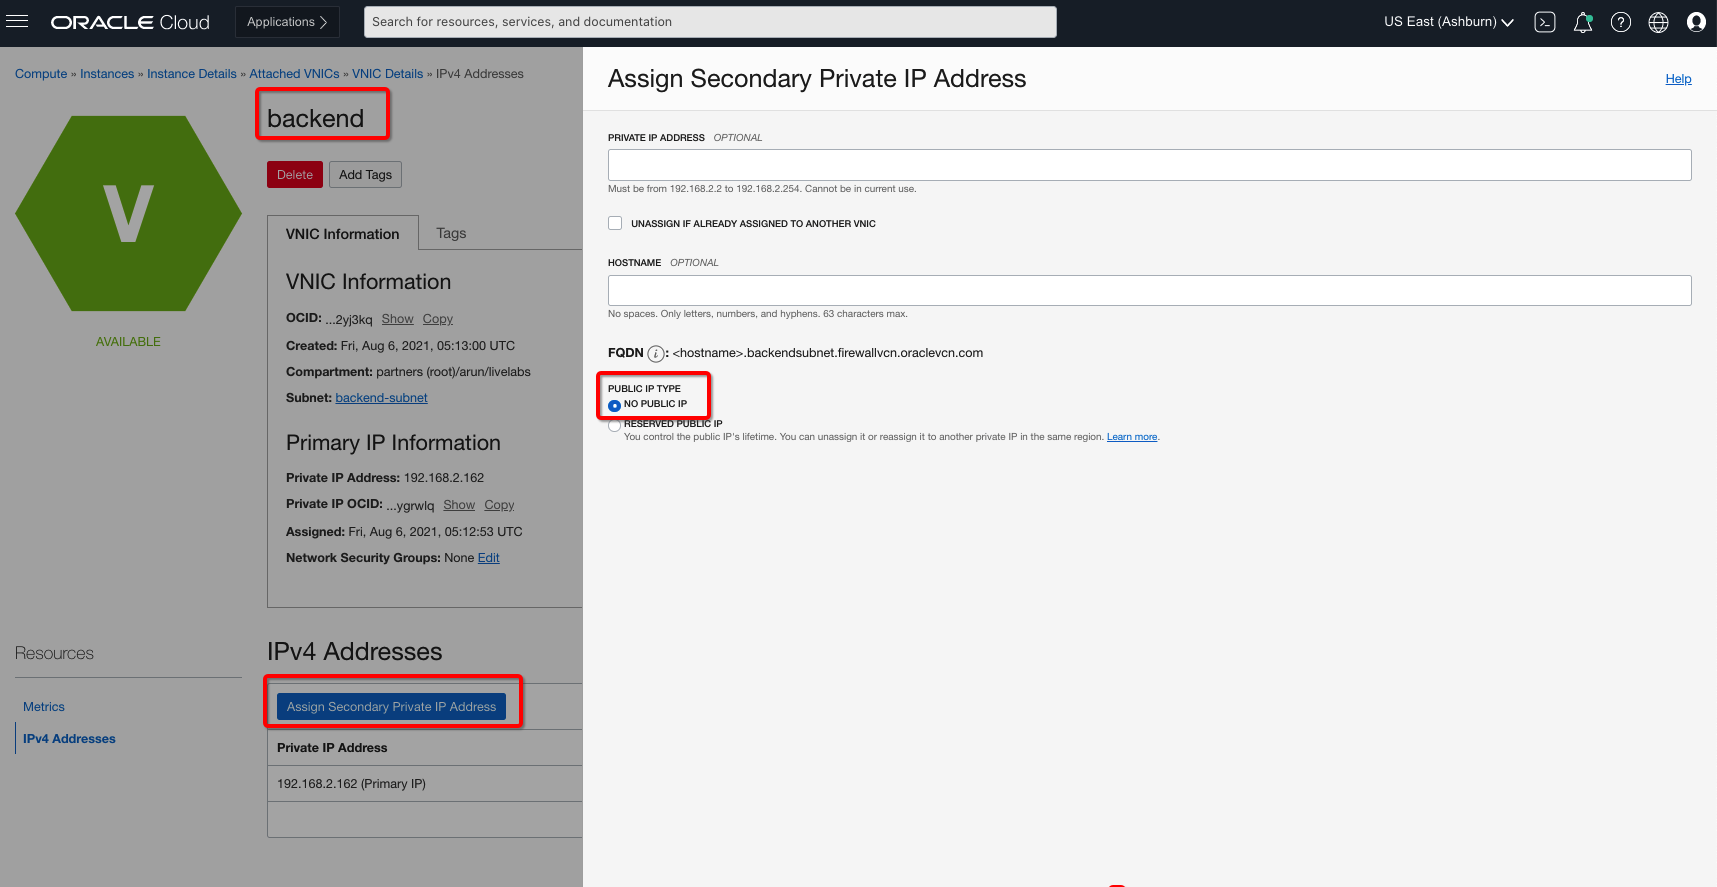 ORACLE Cloud
Applications
Search for resources, services, and documentation
US East (Ashburn)
Compute » Instances » Instance Details » Attached VNICs » VNIC Details » IPv4 Addresses
V
AVAILABLE
backend
Delete
Add Tags
VNIC Information
Tags
VNIC Information
OCID: ...2yj3kq Show Copy
Created: Fri, Aug 6, 2021, 05:13:00 UTC
Compartment: partners (root)/arun/livelabs
Subnet: backend-subnet
Primary IP Information
Private IP Address: 192.168.2.162
Private IP OCID: ...ygrwlq Show Copy
Assigned: Fri, Aug 6, 2021, 05:12:53 UTC
Network Security Groups: None Edit
Resources
Metrics
IPv4 Addresses
IPv4 Addresses
Assign Secondary Private IP Address
Private IP Address
192.168.2.162 (Primary IP)
Assign Secondary Private IP Address
Help
PRIVATE IP ADDRESS OPTIONAL
Must be from 192.168.2.2 to 192.168.2.254. Cannot be in current use.
UNASSIGN IF ALREADY ASSIGNED TO ANOTHER VNIC
HOSTNAME OPTIONAL
No spaces. Only letters, numbers, and hyphens. 63 characters max.
FQDN i : <hostname>.backendsubnet.firewallvcn.oraclevcn.com
PUBLIC IP TYPE
NO PUBLIC IP
RESERVED PUBLIC IP
You control the public IP's lifetime. You can unassign it or reassign it to another private IP in the same region. Learn more.